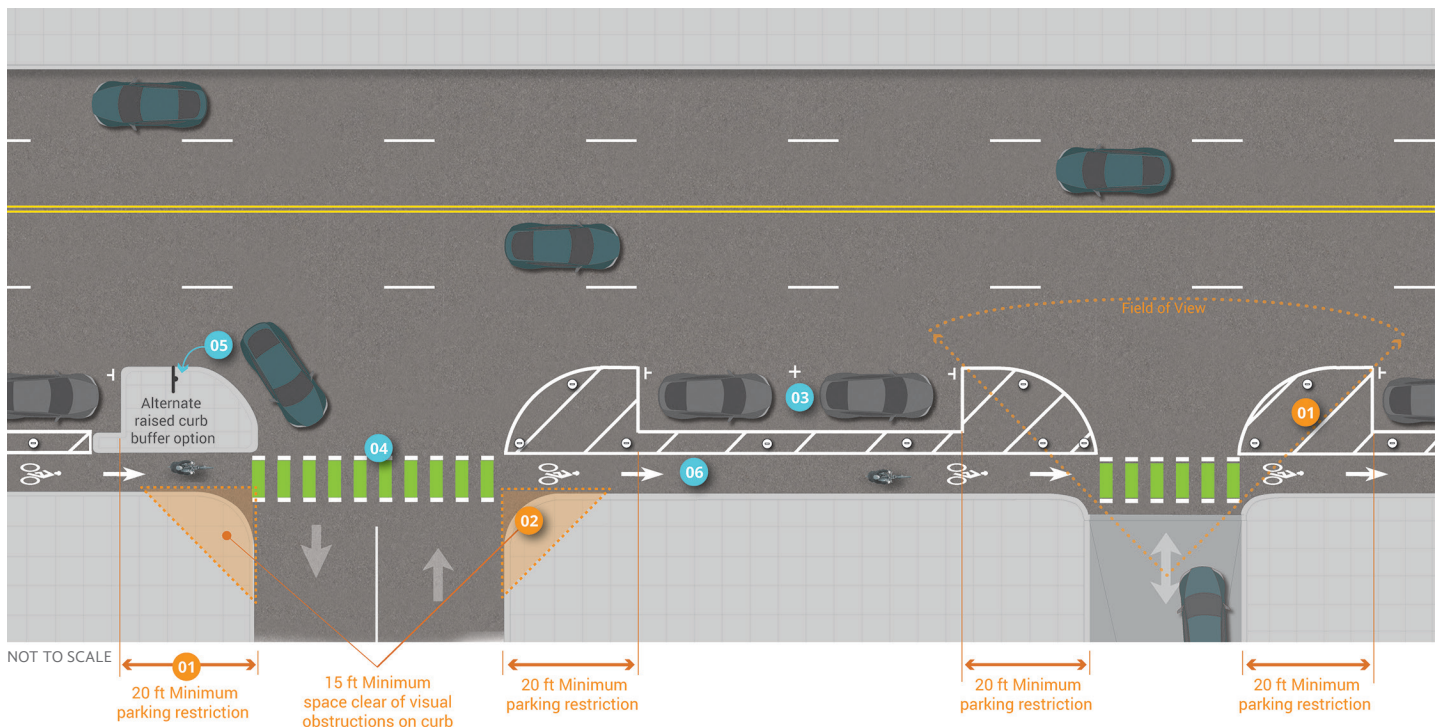 Field of View
05
Alternate
raised curb
buffer option
03
01
04
06
02
NOT TO SCALE
01
20 ft Minimum
parking restriction
15 ft Minimum
space clear of visual
obstructions on curb
20 ft Minimum
parking restriction
20 ft Minimum
parking restriction
20 ft Minimum
parking restriction